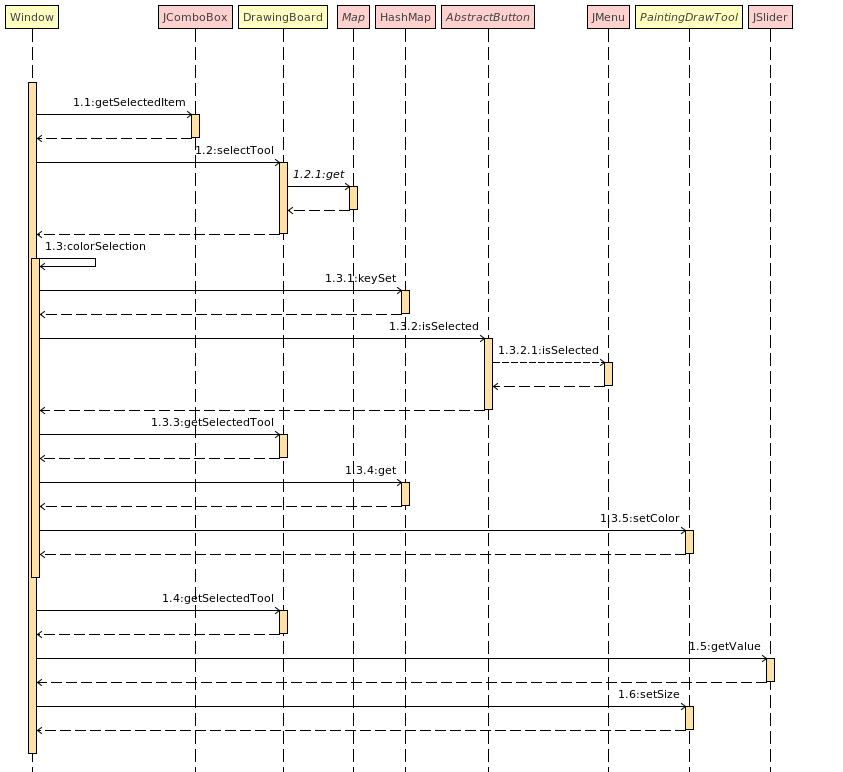 Window
JComboBox
DrawingBoard
Map
HashMap
AbstractButton
JMenu
PaintingDrawTool
JSlider
1.1:getSelectedItem
1.2:selectTool
1.2.1:get
1.3:colorSelection
1.3.1:keySet
1.3.2:isSelected
1.3.2.1:isSelected
1.3.3:getSelectedTool
1.3.4:get
1.3.5:setColor
1.4:getSelectedTool
1.5:getValue
1.6:setSize